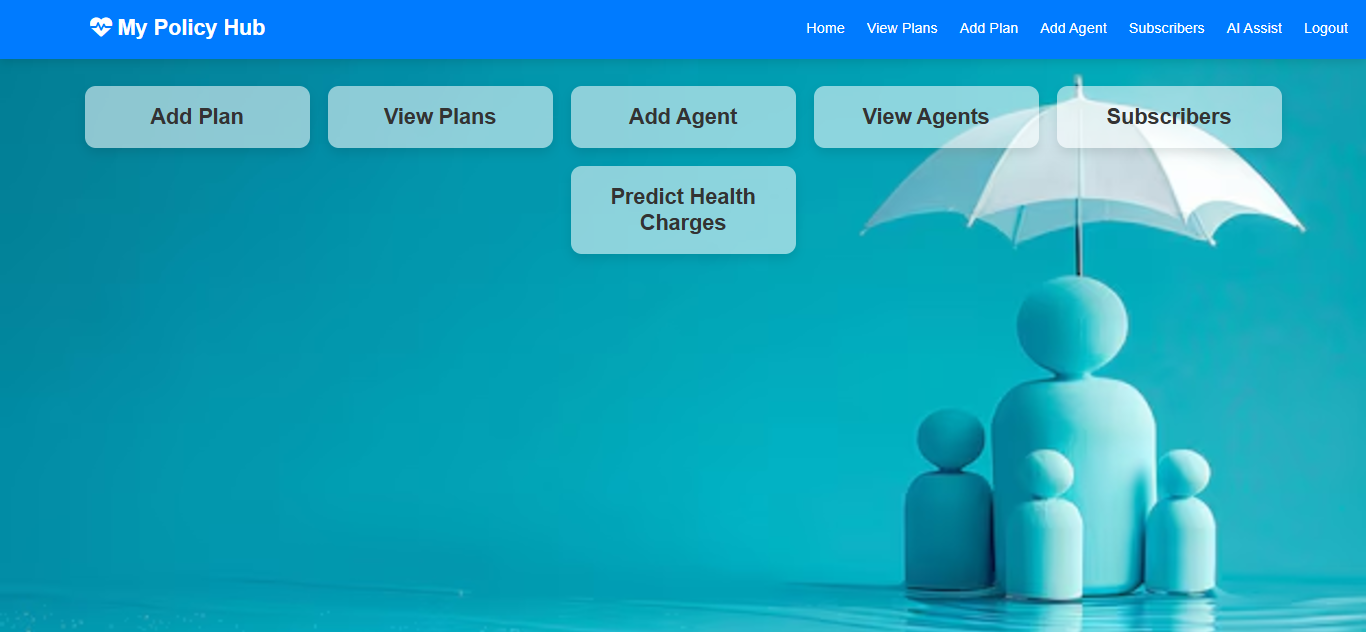 My Policy Hub
Home
View Plans
Add Plan
Add Agent
Subscribers
AI Assist
Logout
Add Plan
View Plans
Add Agent
View Agents
Subscribers
Predict Health
Charges